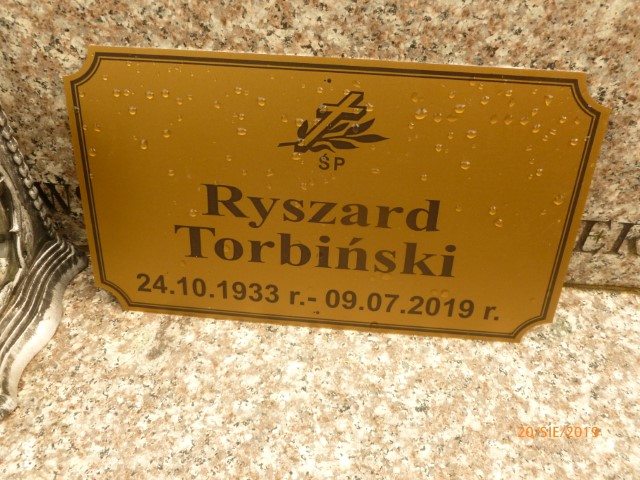 ŚP
Ryszard
Torbiński
24.10.1933 r.- 09.07.2019 r.
20/SIE/2019